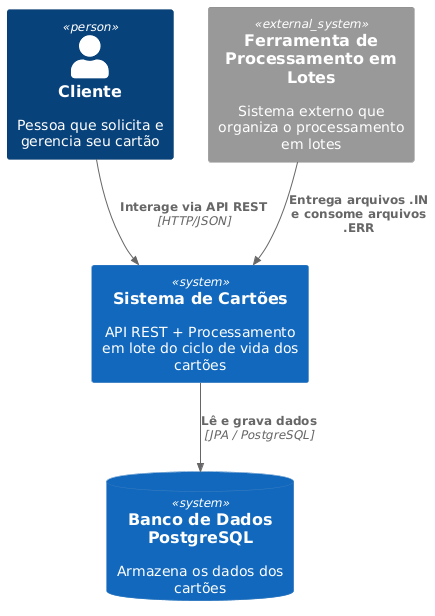 «person»
Cliente
Pessoa que solicita e
gerencia seu cartão
«external_system»
Ferramenta de
Processamento em
Lotes
Sistema externo que
organiza o processamento
em lotes
Interage via API REST
[HTTP/JSON]
Entrega arquivos .IN
e consome arquivos
.ERR
«system»
Sistema de Cartões
API REST + Processamento
em lote do ciclo de vida dos
cartões
Lê e grava dados
[JPA / PostgreSQL]
«system»
Banco de Dados
PostgreSQL
Armazena os dados dos
cartões